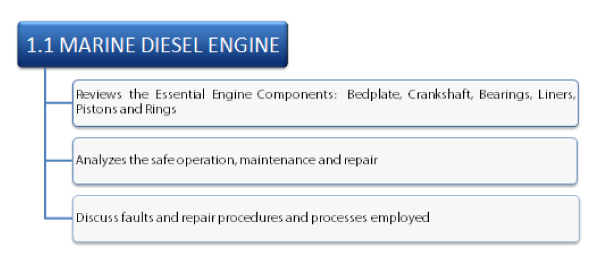 1.1 MARINE DIESEL ENGINE
Reviews the Essential Engine Components: Bedplate, Crankshaft, Bearings, Liners,
Pistons and Rings
Analyzes the safe operation, maintenance and repair
Discuss faults and repair procedures and processes employed